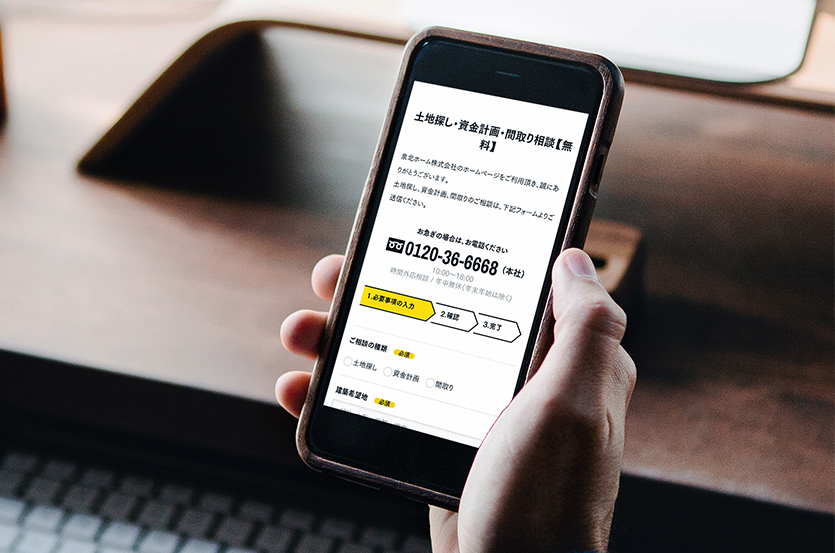 土地探し・資金計画・間取り相談【無
料】
泉北ホーム株式会社のホームページをご利用頂き、誠にあ
りがとうございます。
土地探し、資金計画、間取りのご相談は、下記フォームよりご
送信ください。
お急ぎの場合は、お電話ください
0120-36-6668（本社）
10:00～18:00
時間外応相談 / 年中無休（年末年始は除く）
1.必要事項の入力 2.確認 3.完了
ご相談の種類 必須
土地探し 資金計画 間取り
建築希望地 必須